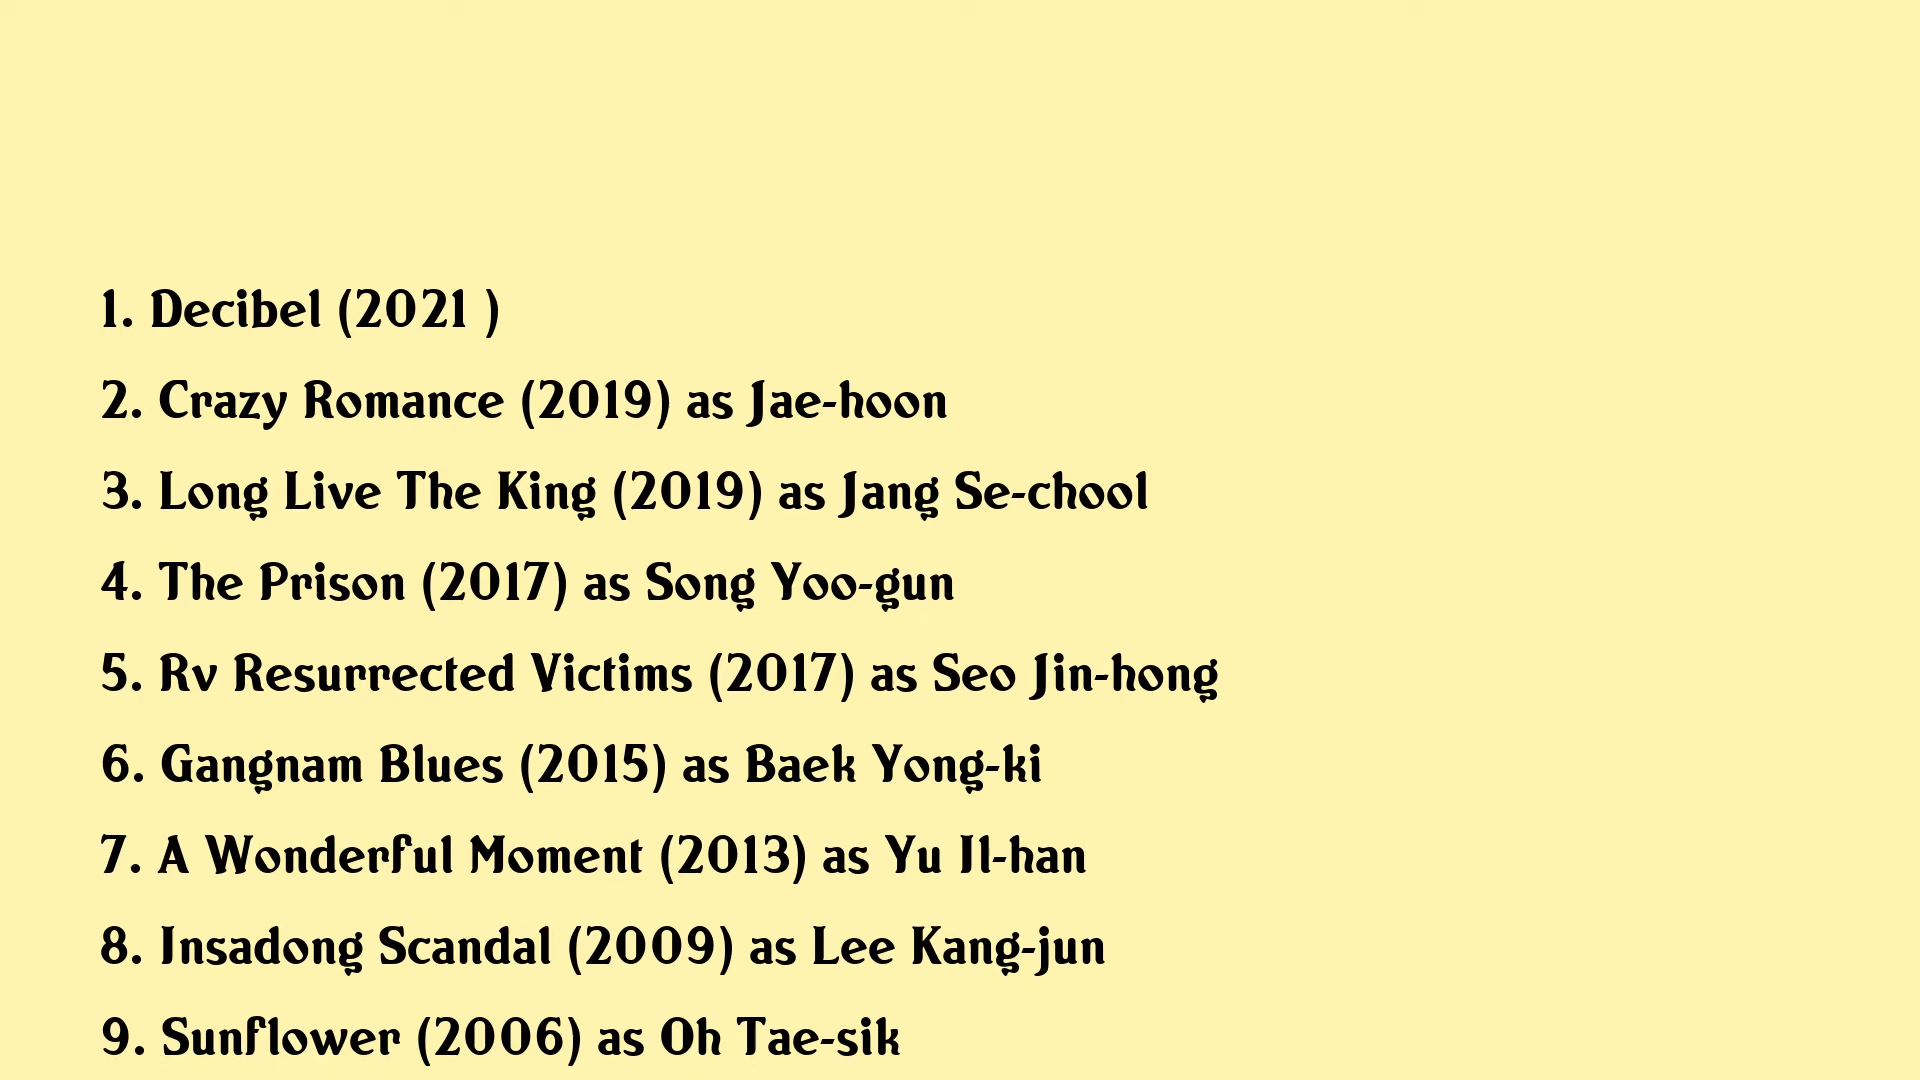 1. Decibel (2021 )
2. Crazy Romance (2019) as Jae-hoon
3. Long Live The King (2019) as Jang Se-chool
4. The Prison (2017) as Song Yoo-gun
5. Rv Resurrected Victims (2017) as Seo Jin-hong
6. Gangnam Blues (2015) as Baek Yong-ki
7. A Wonderful Moment (2013) as Yu Il-han
8. Insadong Scandal (2009) as Lee Kang-jun
9. Sunflower (2006) as Oh Tae-sik